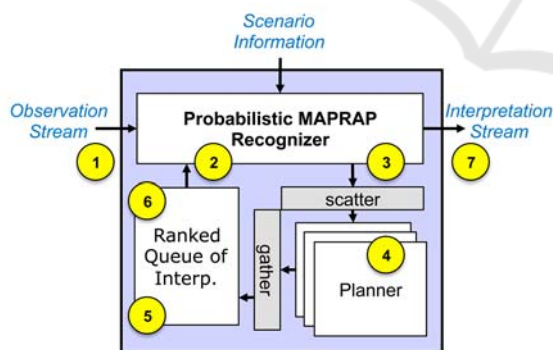 Scenario
Information
Observation
Stream
Probabilistic MAPRAP
Recognizer
Interpretation
Stream
1
2
3
7
scatter
6
Ranked
Queue of
Interp.
gather
4
Planner
5